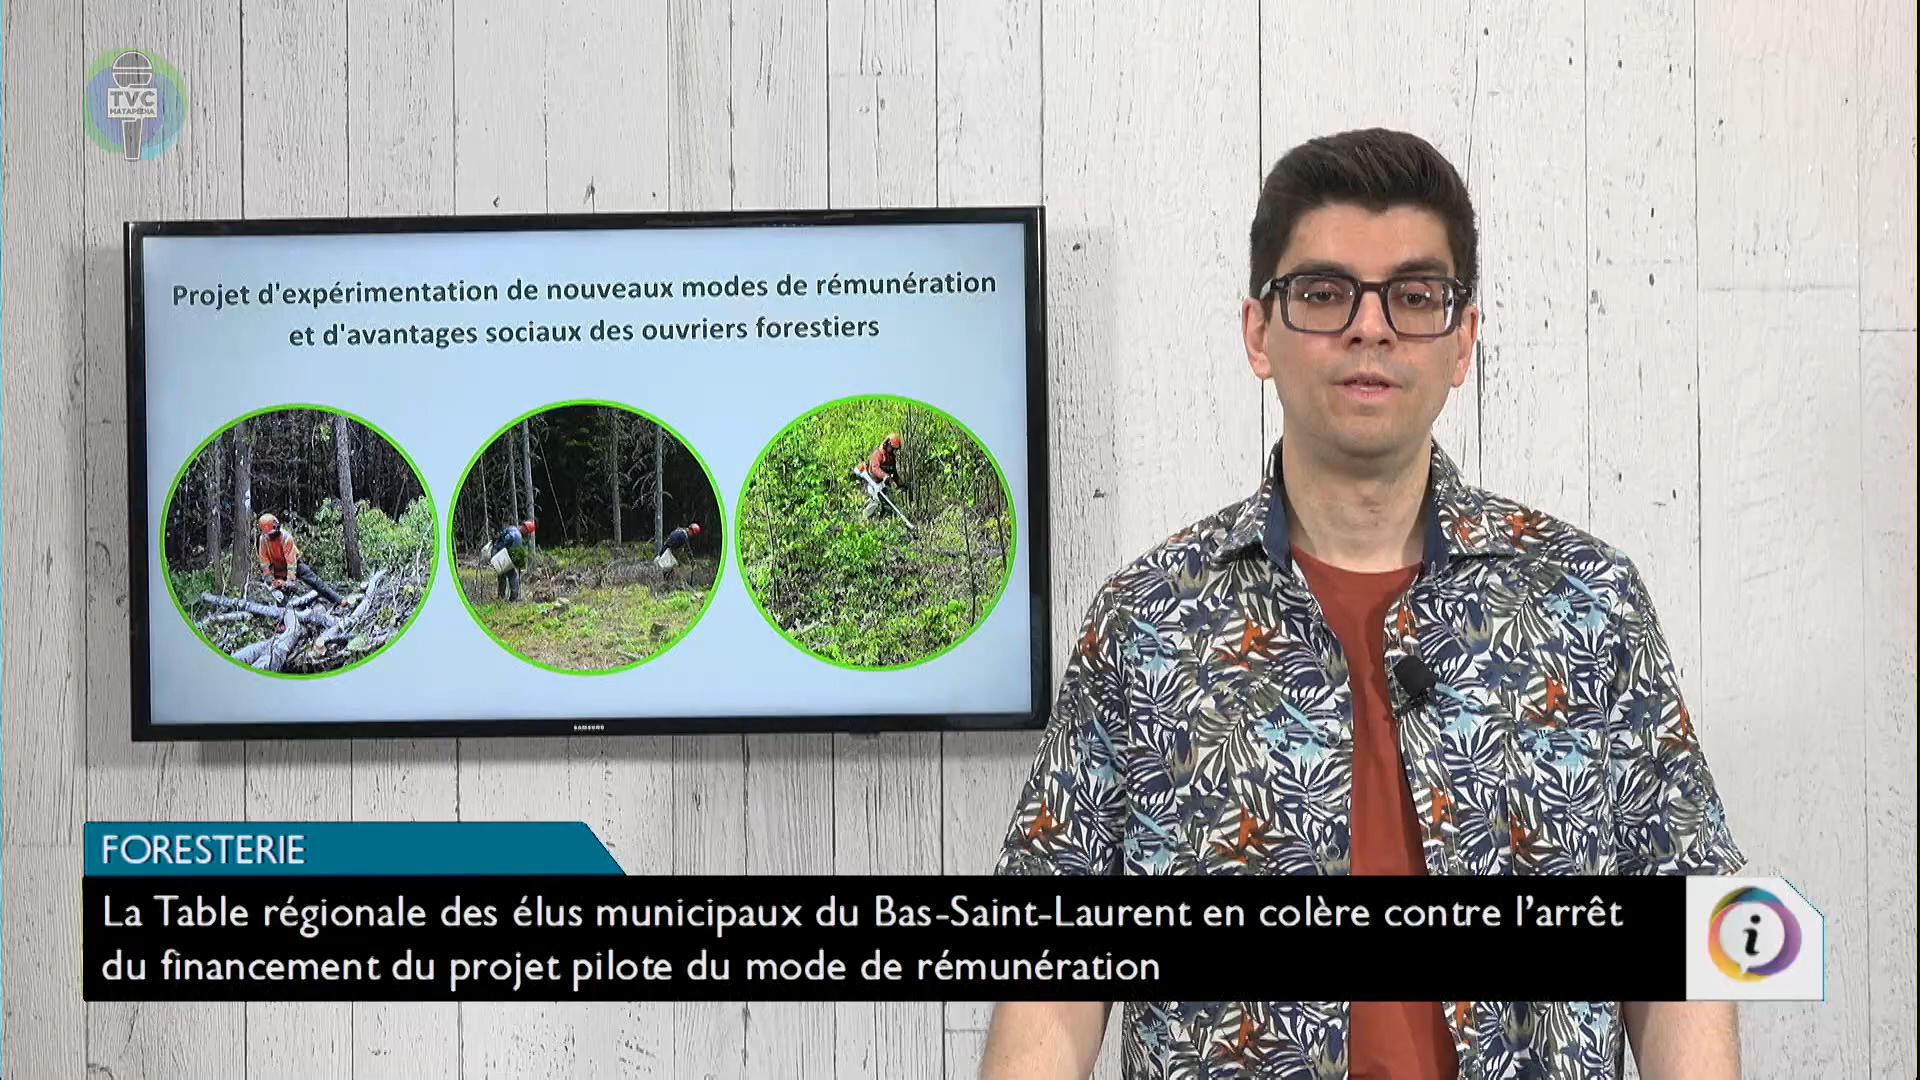 TVC
MATAPÉDIA
Projet d'expérimentation de nouveaux modes de rémunération
et d'avantages sociaux des ouvriers forestiers
SAMSUNG
FORESTERIE
La Table régionale des élus municipaux du Bas-Saint-Laurent en colère contre l’arrêt
du financement du projet pilote du mode de rémunération
i